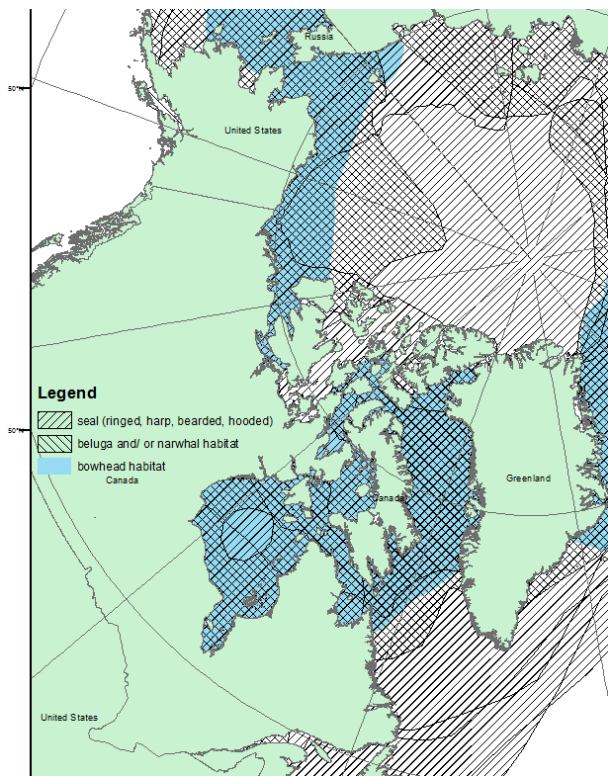 Russia
50°N
United States
Legend
seal (ringed, harp, bearded, hooded)
50°N
beluga and/ or narwhal habitat
bowhead habitat
Canada
Canada
Greenland
United States